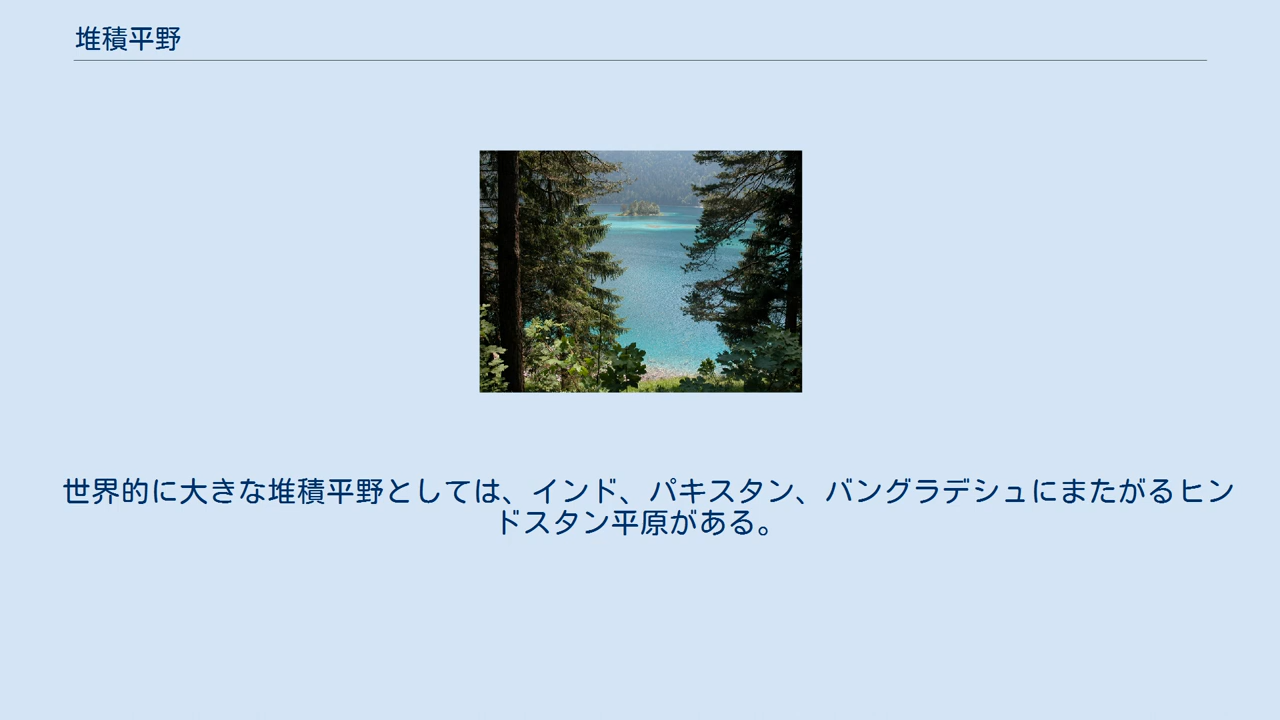 堆積平野
世界的に大きな堆積平野としては、インド、パキスタン、バングラデシュにまたがるヒン
ドスタン平原がある。